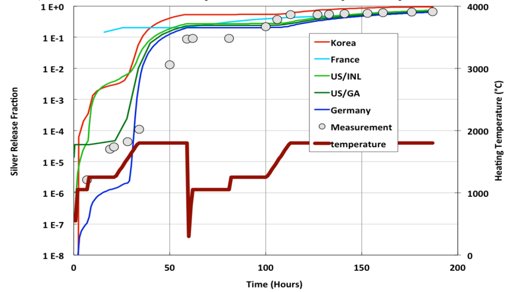 1 E+0
1 E-1
1 E-2
1 E-3
1 E-4
1 E-5
1 E-6
1 E-7
1 E-8
Silver Release Fraction
4000
3000
2000
1000
0
Heating Temperature (°C)
Korea
France
US/INL
US/GA
Germany
Measurement
temperature
0
50
100
150
200
Time (Hours)